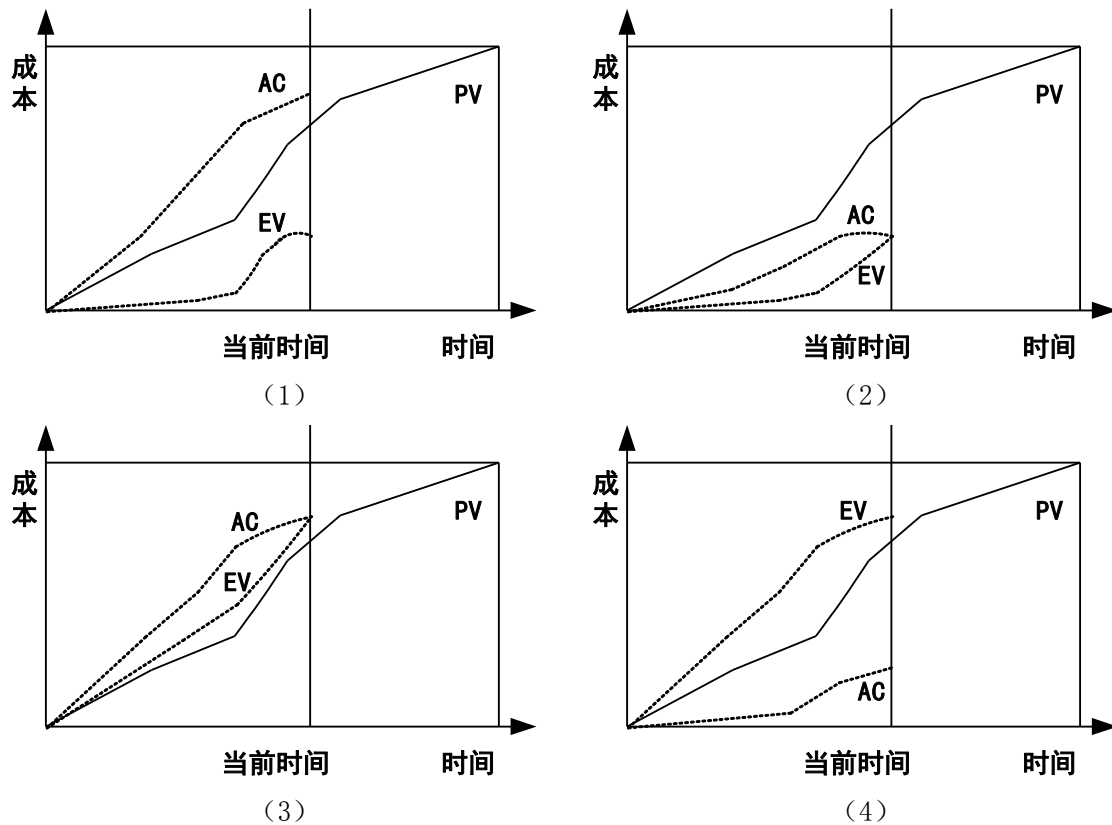 成本
AC
PV
EV
当前时间
时间
（1）
成本
PV
AC
EV
当前时间
时间
（2）
成本
AC
PV
EV
当前时间
时间
（3）
成本
EV
PV
AC
当前时间
时间
（4）